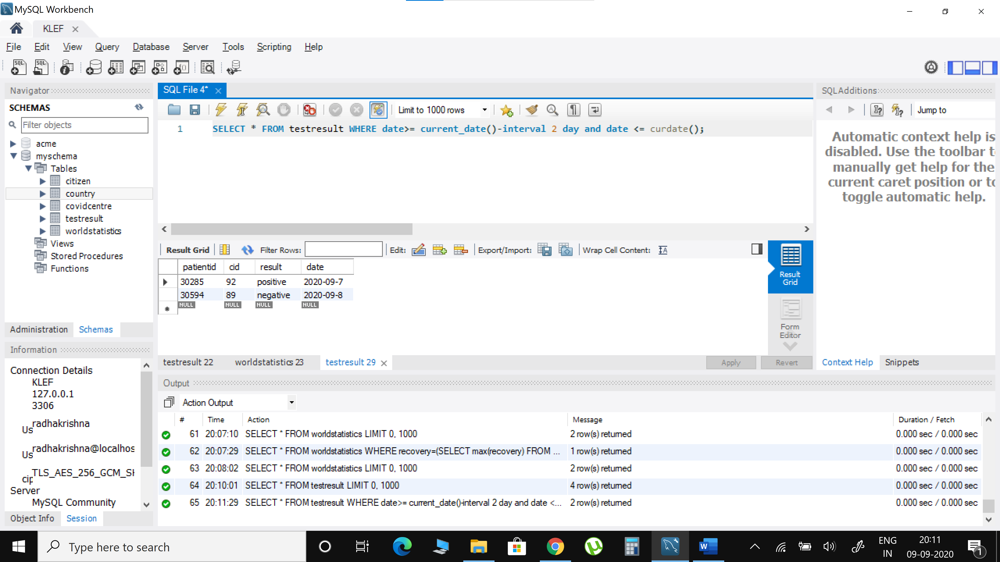 MySQL Workbench
KLEF
File Edit View Query Database Server Tools Scripting Help
Navigator
SCHEMAS
Filter objects
acme
myschema
Tables
citizen
country
covidcentre
testresult
worldstatistics
Views
Stored Procedures
Functions
Administration Schemas
Information
Connection Details
KLEF
127.0.0.1
3306
radhakrishna
Us
radhakrishna@localhos
Us
TLS_AES_256_GCM_SH
cip
Server
MySQL Community
Object Info Session
SQL File 4*
Limit to 1000 rows
1 SELECT * FROM testresult WHERE date>= current_date()-interval 2 day and date <= curdate();
Result Grid Filter Rows: Edit: Export/Import: Wrap Cell Content:
patientid cid result date
30285 92 positive 2020-09-7
30594 89 negative 2020-09-8
NULL NULL NULL NULL
Result
Grid
Form
Editor
testresult 22 worldstatistics 23 testresult 29 Apply Revert
SQLAdditions
Jump to
Automatic context help is
disabled. Use the toolbar t
manually get help for the
current caret position or to
toggle automatic help.
Context Help Snippets
Output
Action Output
# Time Action Message Duration / Fetch
61 20:07:10 SELECT * FROM worldstatistics LIMIT 0, 1000 2 row(s) returned 0.000 sec / 0.000 sec
62 20:07:29 SELECT * FROM worldstatistics WHERE recovery=(SELECT max(recovery) FROM ... 1 row(s) returned 0.000 sec / 0.000 sec
63 20:08:02 SELECT * FROM worldstatistics LIMIT 0, 1000 2 row(s) returned 0.000 sec / 0.000 sec
64 20:10:01 SELECT * FROM testresult LIMIT 0, 1000 4 row(s) returned 0.000 sec / 0.000 sec
65 20:11:29 SELECT * FROM testresult WHERE date>= current_date()-interval 2 day and date <... 2 row(s) returned 0.000 sec / 0.000 sec
Type here to search
ENG
IN
20:11
09-09-2020
1